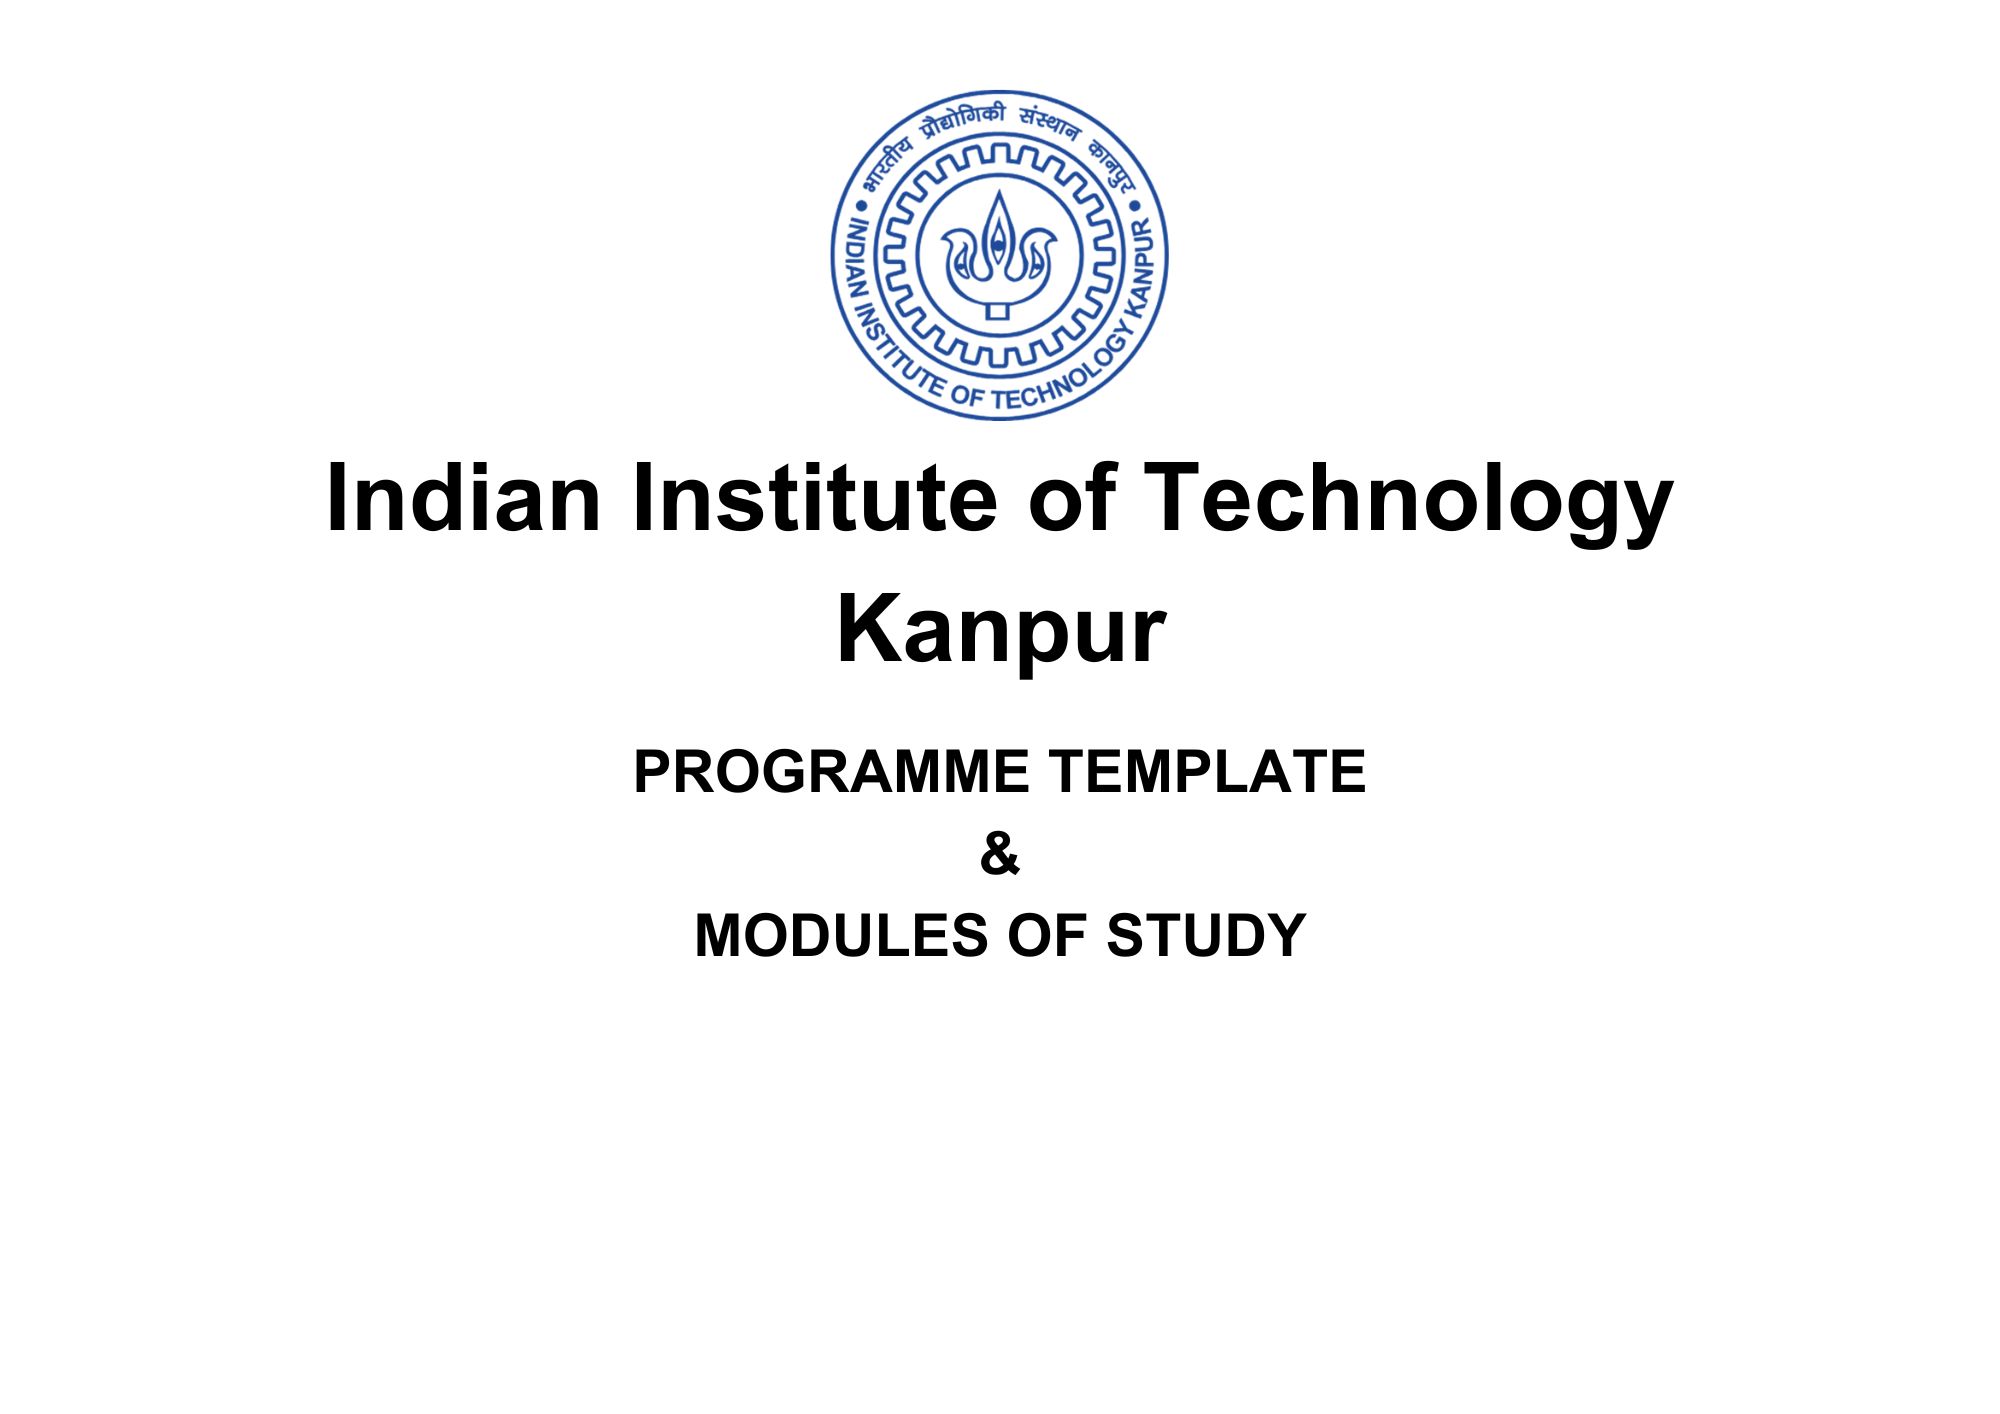 भारतीय प्रौद्योगिकी संस्थान कानपुर
INDIAN INSTITUTE OF TECHNOLOGY KANPUR
Indian Institute of Technology
Kanpur
PROGRAMME TEMPLATE
&
MODULES OF STUDY